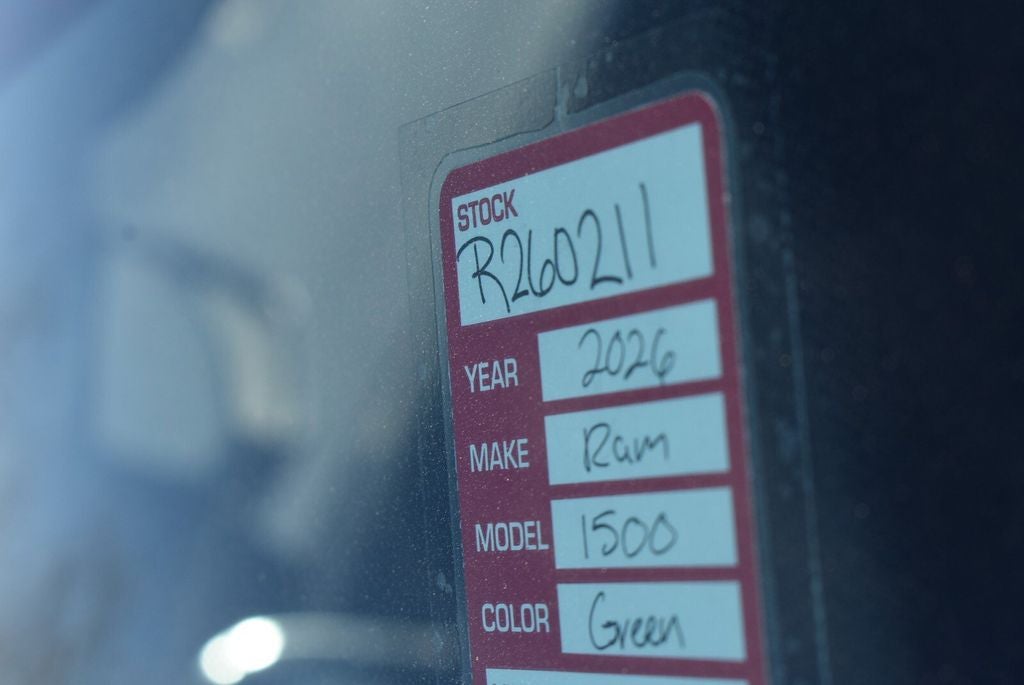 STOCK
R260211
YEAR 2026
MAKE Ram
MODEL 1500
COLOR Green